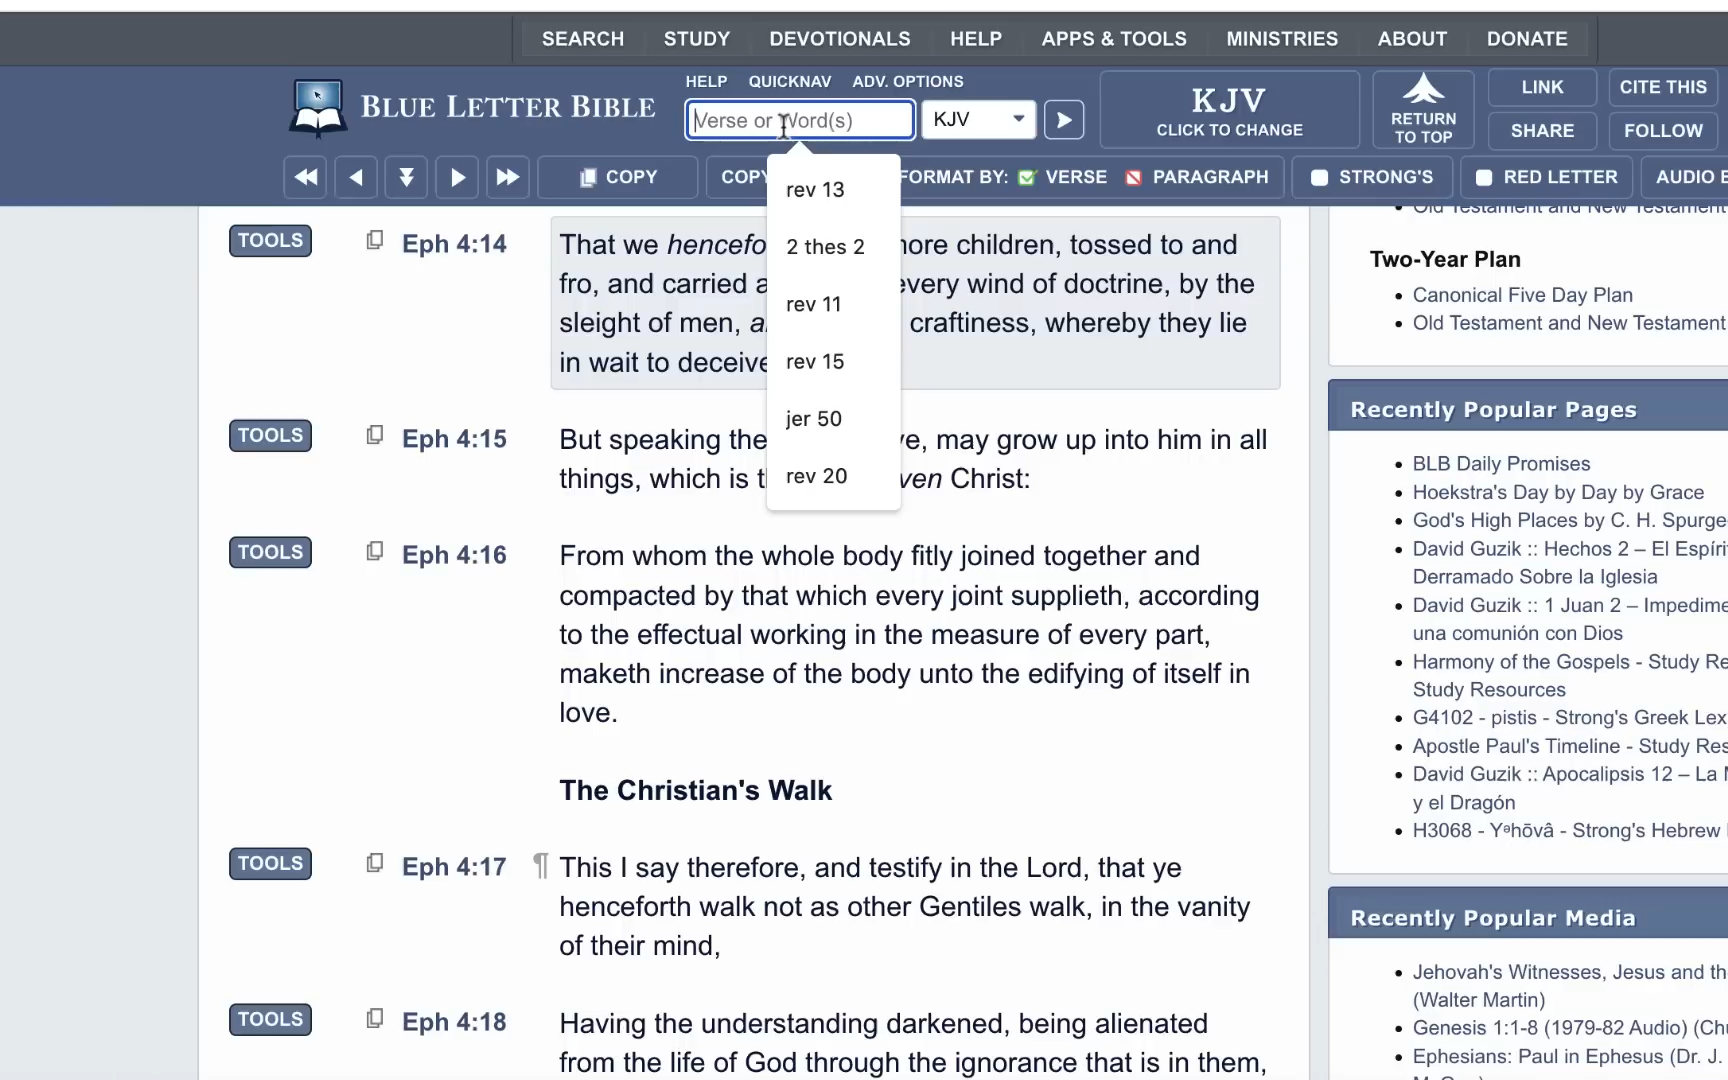 SEARCH STUDY DEVOTIONALS HELP APPS & TOOLS MINISTRIES ABOUT DONATE
HELP QUICKNAV ADV. OPTIONS
BLUE LETTER BIBLE
Verse or Word(s)
KJV
KJV
CLICK TO CHANGE
RETURN
TO TOP
LINK
CITE THIS
SHARE
FOLLOW
COPY
COPY
FORMAT BY: VERSE PARAGRAPH
STRONG'S
RED LETTER
AUDIO
rev 13
2 thes 2
rev 11
rev 15
jer 50
rev 20
TOOLS Eph 4:14 That we more children, tossed to and
fro, and carried every wind of doctrine, by the
sleight of men, craftiness, whereby they lie
in wait to deceive
TOOLS Eph 4:15 But speaking the may grow up into him in all
things, which is Christ:
TOOLS Eph 4:16 From whom the whole body fitly joined together and
compacted by that which every joint supplieth, according
to the effectual working in the measure of every part,
maketh increase of the body unto the edifying of itself in
love.
The Christian's Walk
TOOLS Eph 4:17 ¶ This I say therefore, and testify in the Lord, that ye
henceforth walk not as other Gentiles walk, in the vanity
of their mind,
TOOLS Eph 4:18 Having the understanding darkened, being alienated
from the life of God through the ignorance that is in them,
Old Testament and New Testament
Two-Year Plan
Canonical Five Day Plan
Old Testament and New Testament
Recently Popular Pages
BLB Daily Promises
Hoekstra's Day by Day by Grace
God's High Places by C. H. Spurge
David Guzik :: Hechos 2 – El Espíri
Derramado Sobre la Iglesia
David Guzik :: 1 Juan 2 – Impedime
una comunión con Dios
Harmony of the Gospels - Study Re
Study Resources
G4102 - pistis - Strong's Greek Lex
Apostle Paul's Timeline - Study Res
David Guzik :: Apocalipsis 12 – La M
y el Dragón
H3068 - Yᵊhōvâ - Strong's Hebrew
Recently Popular Media
Jehovah's Witnesses, Jesus and th
(Walter Martin)
Genesis 1:1-8 (1979-82 Audio) (Chu
Ephesians: Paul in Ephesus (Dr. J.